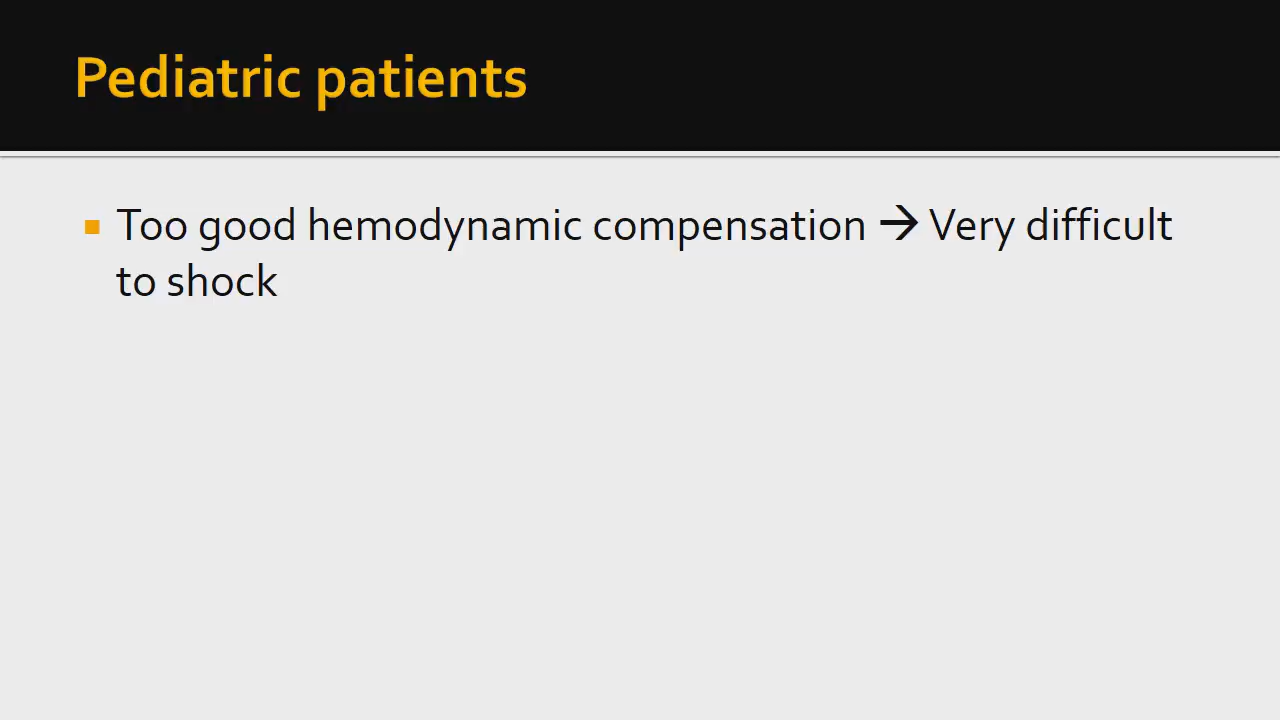 Pediatric patients
Too good hemodynamic compensation → Very difficult
to shock